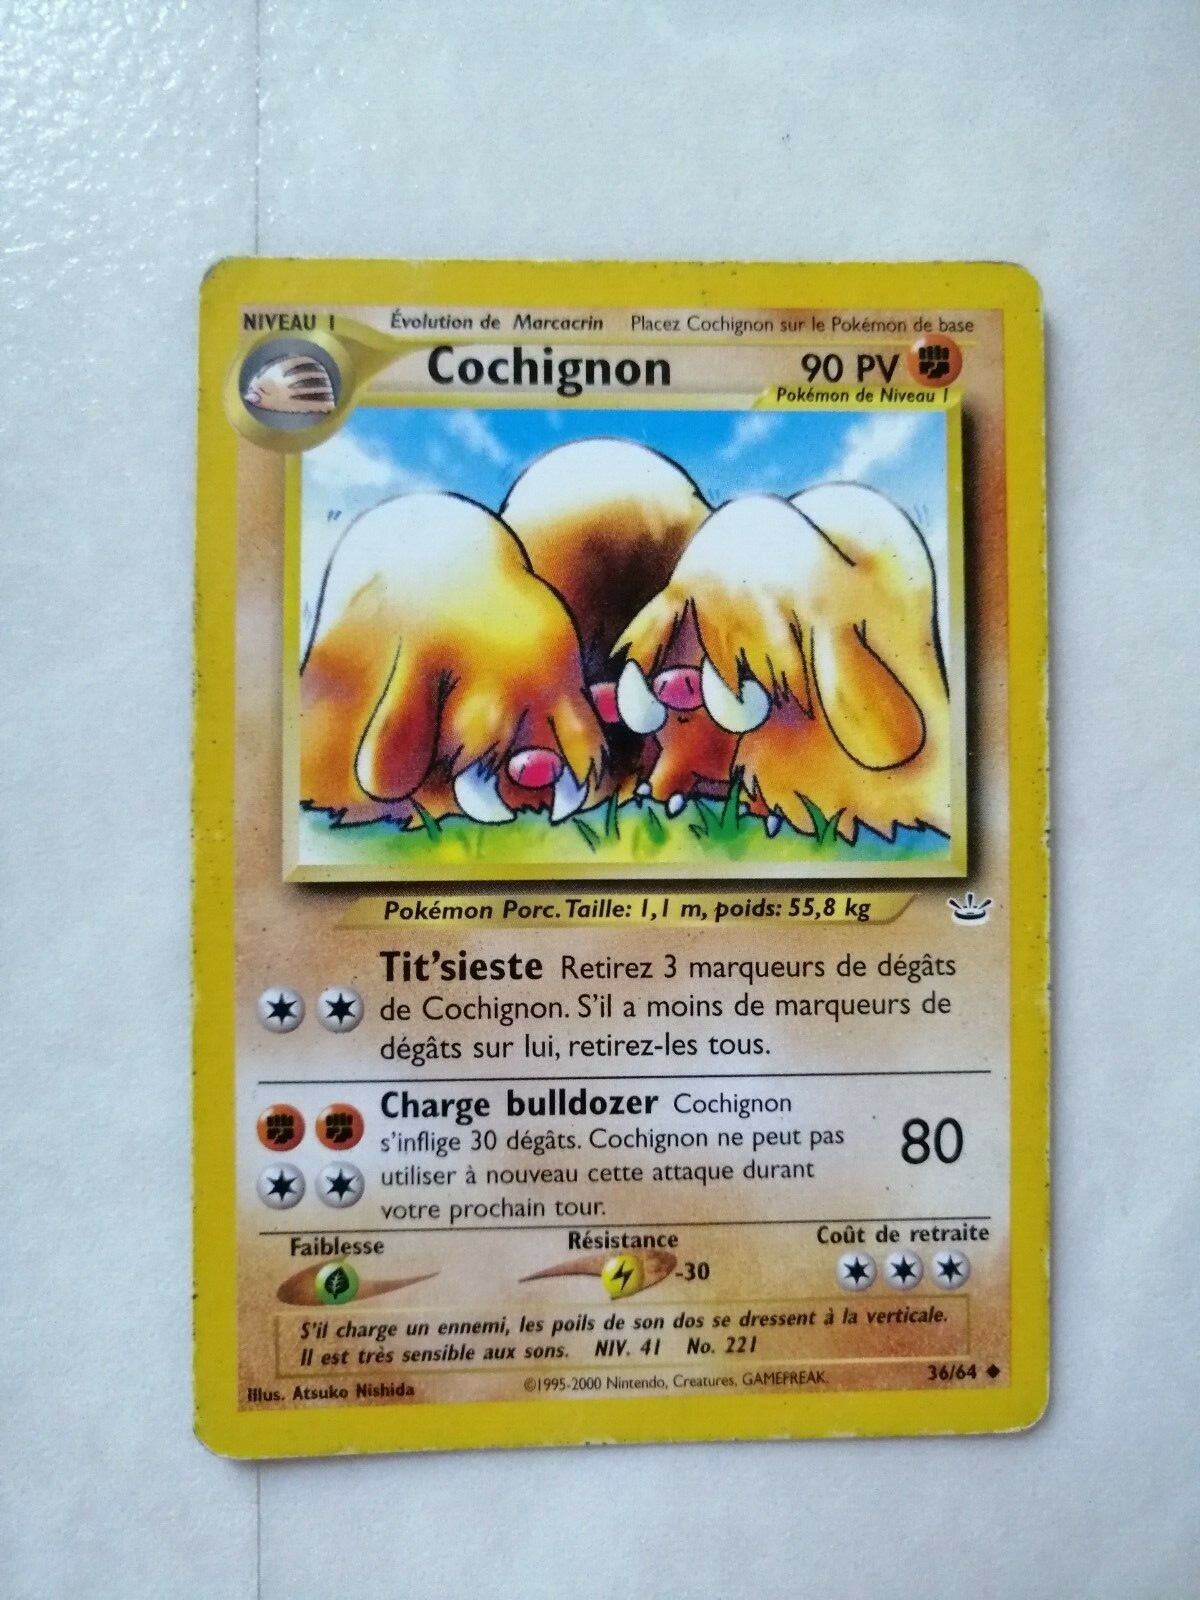 NIVEAU 1 Évolution de Marcacrin Placez Cochignon sur le Pokémon de base
Cochignon 90 PV
Pokémon de Niveau 1
Pokémon Porc. Taille: 1,1 m, poids: 55,8 kg
Tit'sieste Retirez 3 marqueurs de dégâts
de Cochignon. S'il a moins de marqueurs de
dégâts sur lui, retirez-les tous.
Charge bulldozer Cochignon
s'inflige 30 dégâts. Cochignon ne peut pas
utiliser à nouveau cette attaque durant
votre prochain tour.
80
Faiblesse Résistance Coût de retraite
-30
S'il charge un ennemi, les poils de son dos se dressent à la verticale.
Il est très sensible aux sons. NIV. 41 No. 221
Illus. Atsuko Nishida ©1995-2000 Nintendo, Creatures, GAMEFREAK. 36/64